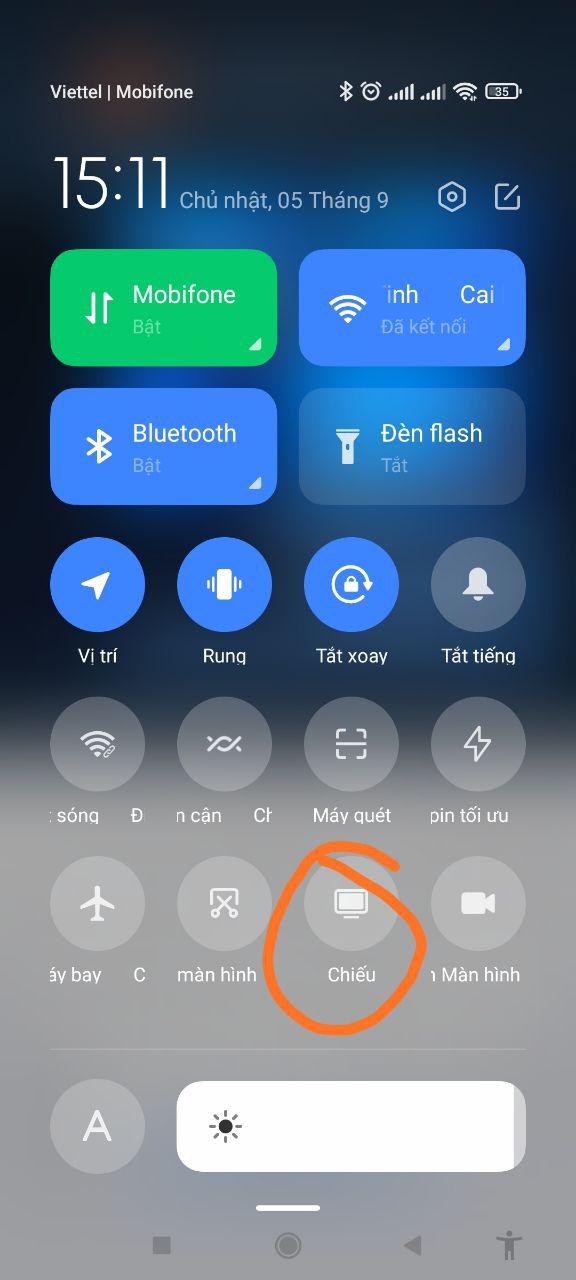 Viettel | Mobifone
35
15:11 Chủ nhật, 05 Tháng 9
Mobifone
Bật
inh Cai
Đã kết nối
Bluetooth
Bật
Đèn flash
Tắt
Vị trí
Rung
Tắt xoay
Tắt tiếng
sóng Đ
n cận Ch
Máy quét
pin tối ưu
áy bay C
màn hình
Chiếu
Màn hình
A